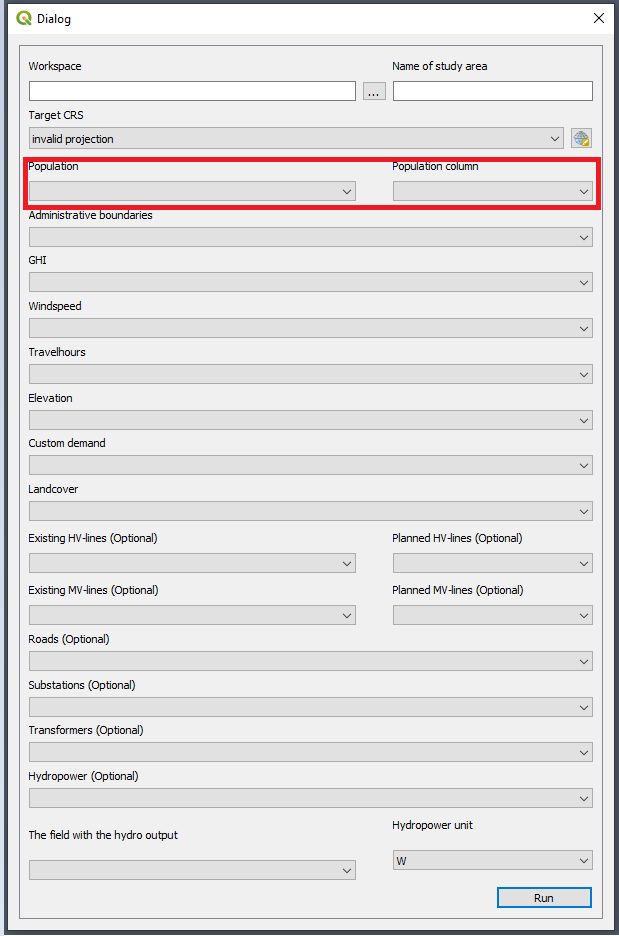 Dialog
Workspace Name of study area
...
Target CRS
invalid projection
Population Population column
Administrative boundaries
GHI
Windspeed
Travelhours
Elevation
Custom demand
Landcover
Existing HV-lines (Optional) Planned HV-lines (Optional)
Existing MV-lines (Optional) Planned MV-lines (Optional)
Roads (Optional)
Substations (Optional)
Transformers (Optional)
Hydropower (Optional)
The field with the hydro output Hydropower unit
W
Run